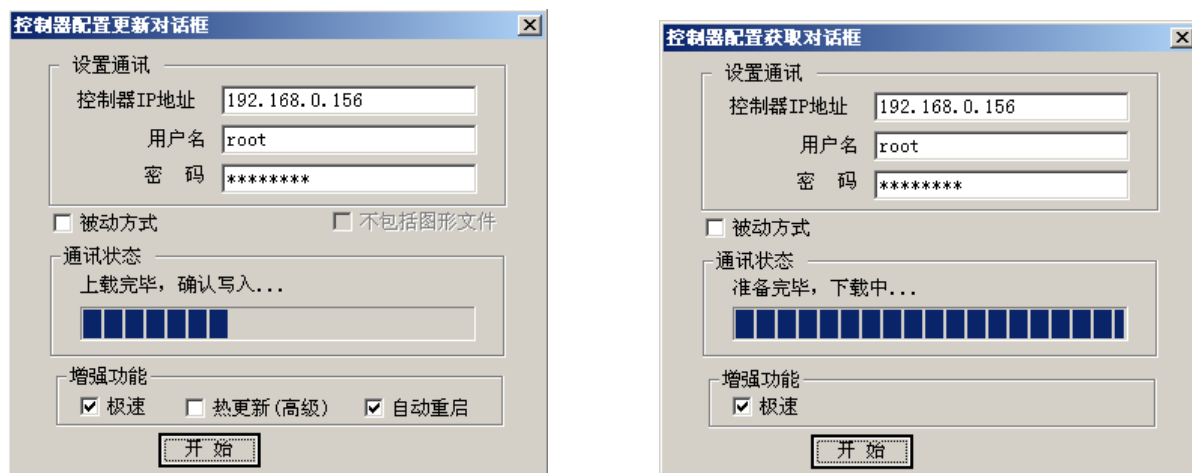 控制器配置更新对话框
设置通讯
控制器IP地址 192.168.0.156
用户名 root
密 码 ********
被动方式 不包括图形文件
通讯状态
上载完毕，确认写入...
增强功能
极速 热更新(高级) 自动重启
开 始
控制器配置获取对话框
设置通讯
控制器IP地址 192.168.0.156
用户名 root
密 码 ********
被动方式
通讯状态
准备完毕，下载中...
增强功能
极速
开 始